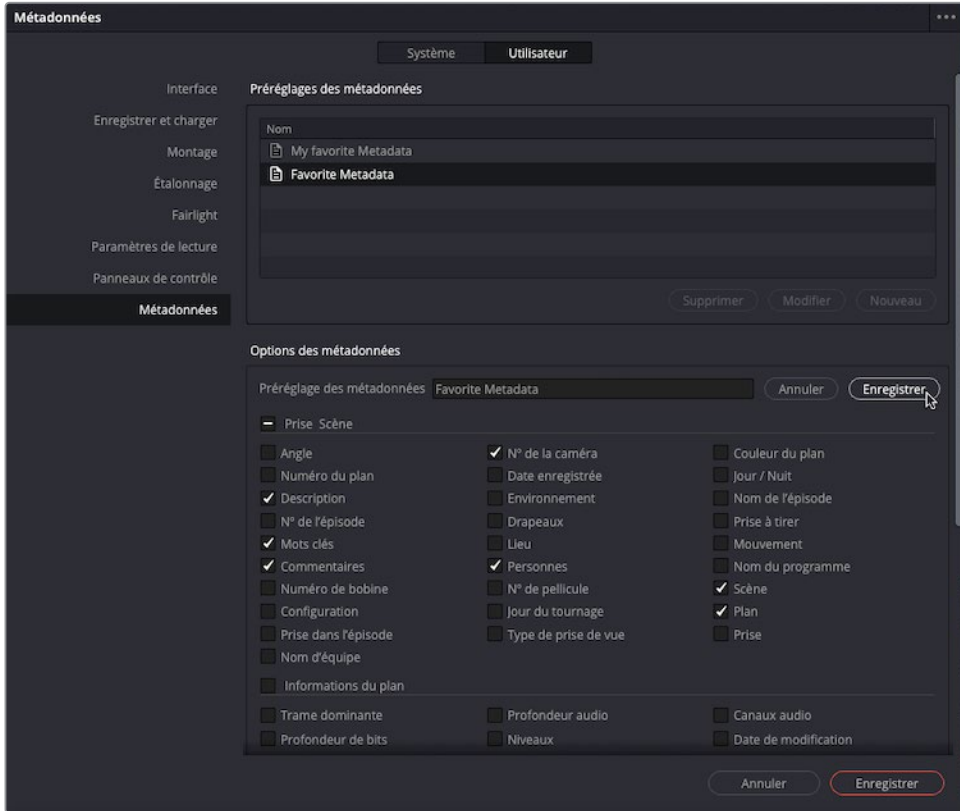 Métadonnées
Système Utilisateur
Interface
Enregistrer et charger
Montage
Étalonnage
Fairlight
Paramètres de lecture
Panneaux de contrôle
Métadonnées
Préréglages des métadonnées
Nom
My favorite Metadata
Favorite Metadata
Supprimer Modifier Nouveau
Options des métadonnées
Préréglage des métadonnées Favorite Metadata Annuler Enregistrer
Prise Scène
Angle N° de la caméra Couleur du plan
Numéro du plan Date enregistrée Jour / Nuit
Description Environnement Nom de l'épisode
N° de l'épisode Drapeaux Prise à tirer
Mots clés Lieu Mouvement
Commentaires Personnes Nom du programme
Numéro de bobine N° de pellicule Scène
Configuration Jour du tournage Plan
Prise dans l'épisode Type de prise de vue Prise
Nom d'équipe
Informations du plan
Trame dominante Profondeur audio Canaux audio
Profondeur de bits Niveaux Date de modification
Annuler Enregistrer